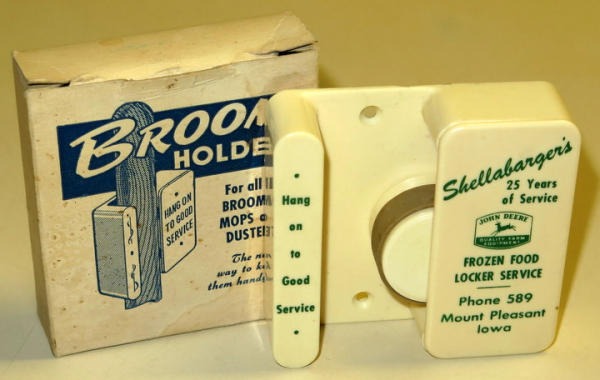 BROOM
HOLDE
HANG ON
TO GOOD
SERVICE
For all
BROOM
MOPS
DUSTE
The
way to
them hand
Hang
on
to
Good
Service
Shellabarger's
25 Years
of Service
JOHN DEERE
QUALITY FARM
EQUIPMENT
FROZEN FOOD
LOCKER SERVICE
Phone 589
Mount Pleasant
Iowa